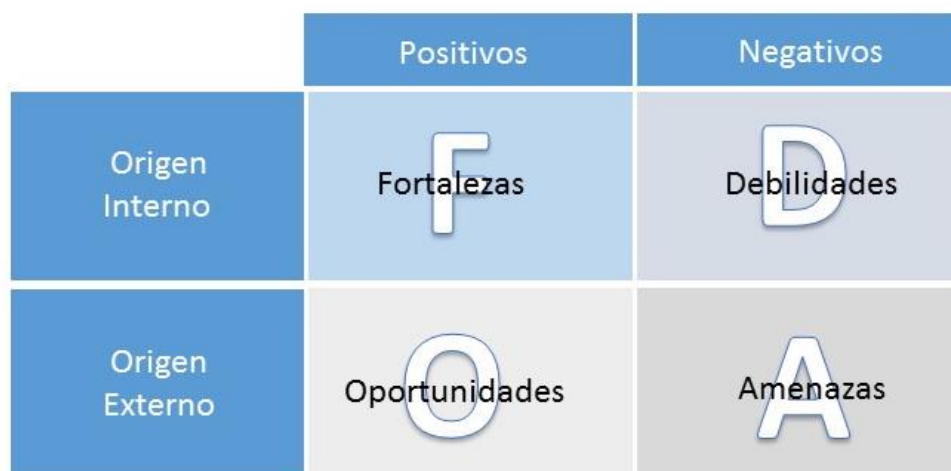 Positivos
Negativos
Origen
Interno
F
Fortalezas
D
Debilidades
Origen
Externo
O
Oportunidades
A
Amenazas